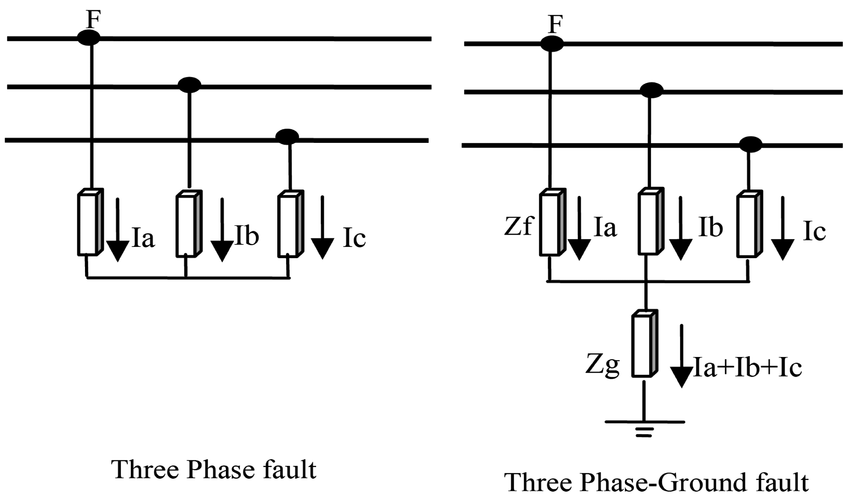 F
Ia
Ib
Ic
Three Phase fault
F
Zf
Ia
Ib
Ic
Zg
Ia+Ib+Ic
Three Phase-Ground fault